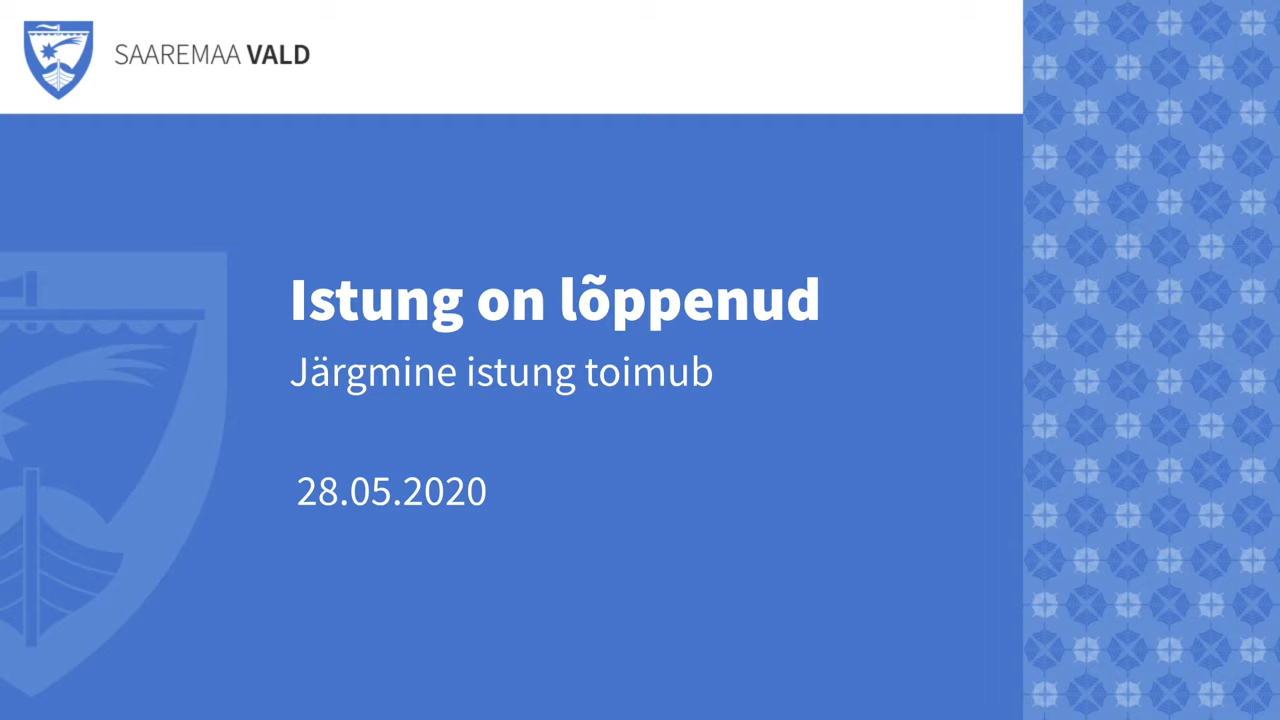 SAAREMAA VALD
Istung on lõppenud
Järgmine istung toimub
28.05.2020